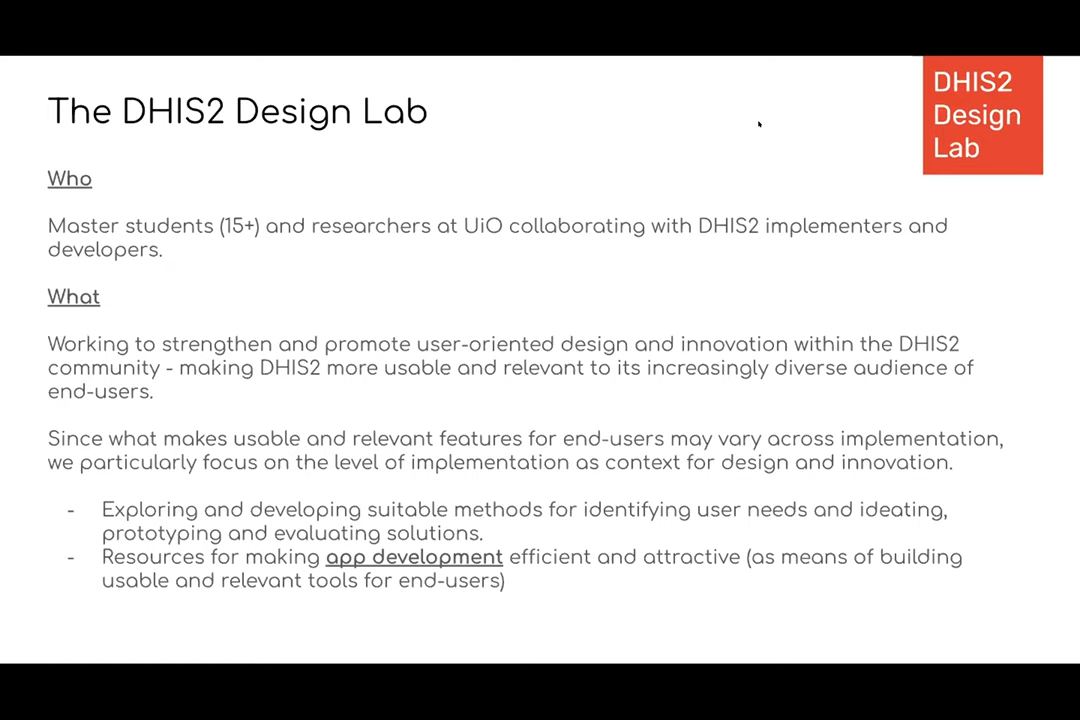 The DHIS2 Design Lab
DHIS2
Design
Lab
Who
Master students (15+) and researchers at UiO collaborating with DHIS2 implementers and
developers.
What
Working to strengthen and promote user-oriented design and innovation within the DHIS2
community - making DHIS2 more usable and relevant to its increasingly diverse audience of
end-users.
Since what makes usable and relevant features for end-users may vary across implementation,
we particularly focus on the level of implementation as context for design and innovation.
- Exploring and developing suitable methods for identifying user needs and ideating,
prototyping and evaluating solutions.
- Resources for making app development efficient and attractive (as means of building
usable and relevant tools for end-users)